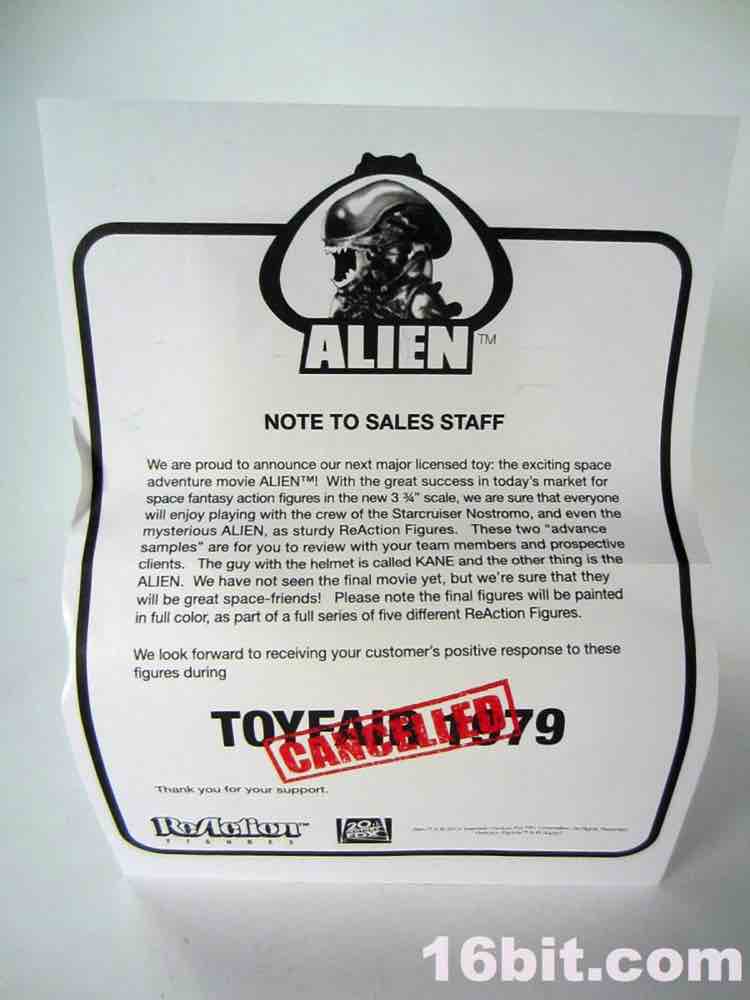 ALIEN™
NOTE TO SALES STAFF
We are proud to announce our next major licensed toy: the exciting space
adventure movie ALIEN™! With the great success in today's market for
space fantasy action figures in the new 3 ¾" scale, we are sure that everyone
will enjoy playing with the crew of the Starcruiser Nostromo, and even the
mysterious ALIEN, as sturdy ReAction Figures. These two "advance
samples" are for you to review with your team members and prospective
clients. The guy with the helmet is called KANE and the other thing is the
ALIEN. We have not seen the final movie yet, but we're sure that they
will be great space-friends! Please note the final figures will be painted
in full color, as part of a full series of five different ReAction Figures.
We look forward to receiving your customer's positive response to these
figures during
TOYFAIR 1979
CANCELLED
Thank you for your support.
ReAction™
FIGURES
20th
CENTURY
FOX
16bit.com